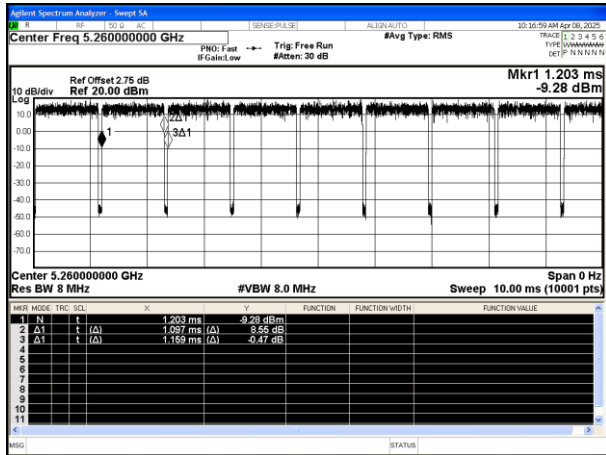 Agilent Spectrum Analyzer - Swept SA
R RF 50 Ω AC SENSE:PULSE ALIGN AUTO 10:16:59 AM Apr 08, 2025
Center Freq 5.260000000 GHz #Avg Type: RMS TRACE 1 2 3 4 5 6
PNO: Fast Trig: Free Run TYPE
IFGain:Low #Atten: 30 dB DET P N N N N N
Mkr1 1.203 ms
Ref Offset 2.75 dB
10 dB/div Ref 20.00 dBm -9.28 dBm
Log
10.0
2Δ1
0.00 1 3Δ1
-10.0
-20.0
-30.0
-40.0
-50.0
-60.0
-70.0
Center 5.260000000 GHz Span 0 Hz
Res BW 8 MHz #VBW 8.0 MHz Sweep 10.00 ms (10001 pts)
MKR MODE TRC SCL X Y FUNCTION FUNCTION WIDTH FUNCTION VALUE
1 N t 1.203 ms -9.28 dBm
2 Δ1 t (Δ) 1.097 ms (Δ) 8.55 dB
3 Δ1 t (Δ) 1.159 ms (Δ) -0.47 dB
4
5
6
7
8
9
10
11
MSG STATUS